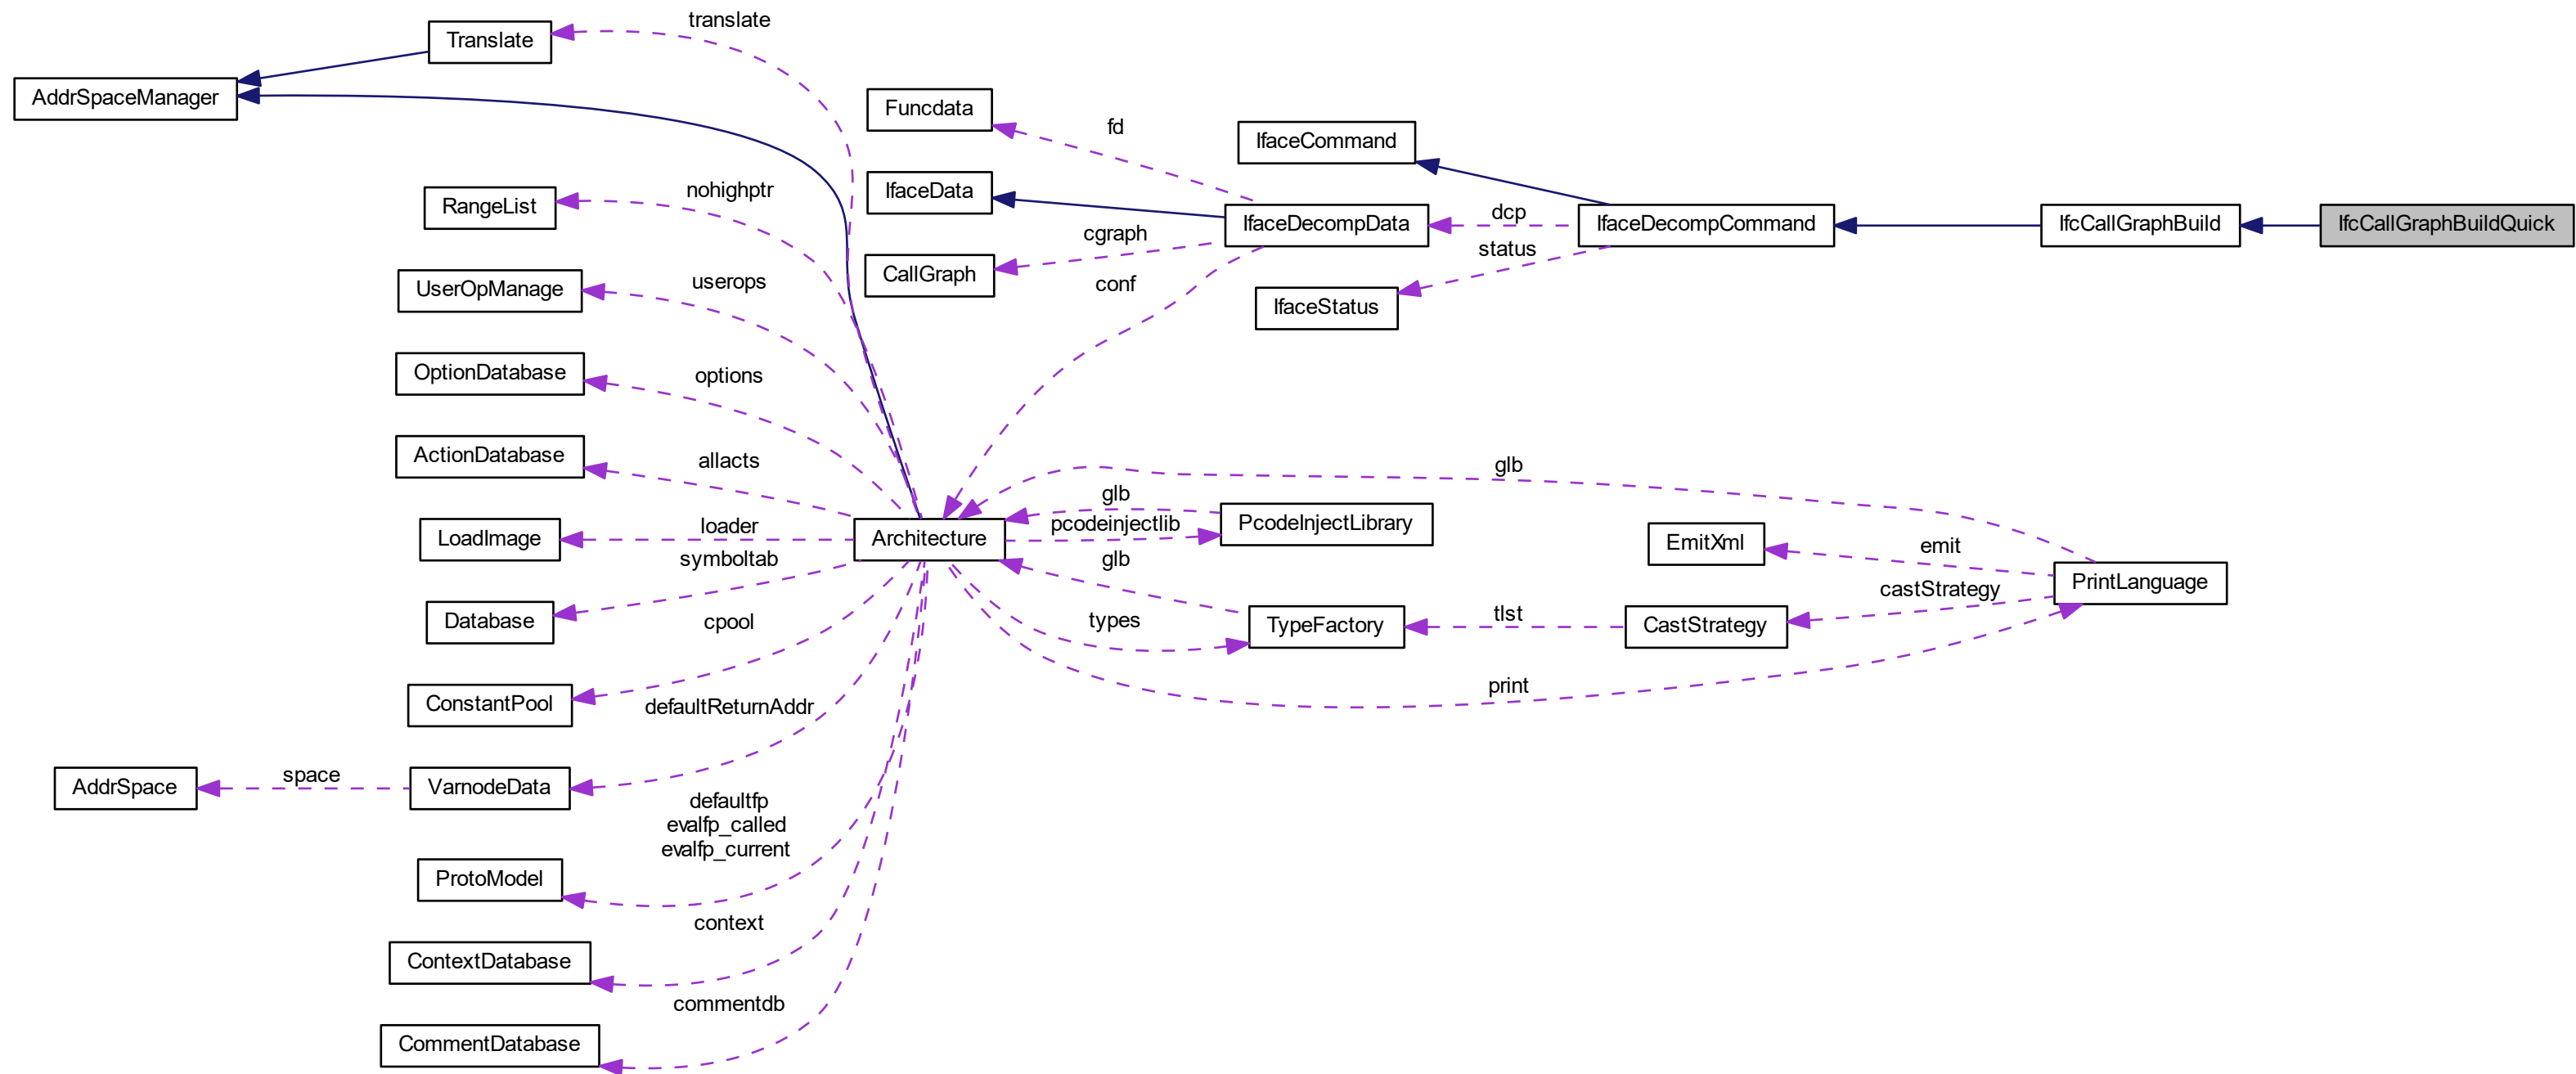 translate
Translate
AddrSpaceManager
Funcdata
fd
IfaceCommand
nohighptr
RangeList
IfaceData
IfaceDecompData
dcp
IfaceDecompCommand
IfcCallGraphBuild
IfcCallGraphBuildQuick
cgraph
status
CallGraph
conf
IfaceStatus
userops
UserOpManage
options
OptionDatabase
allacts
ActionDatabase
glb
glb
loader
pcodeinjectlib
PcodeInjectLibrary
LoadImage
Architecture
EmitXml
emit
symboltab
glb
PrintLanguage
castStrategy
Database
cpool
types
TypeFactory
tlst
CastStrategy
print
ConstantPool
defaultReturnAddr
AddrSpace
space
VarnodeData
defaultfp
evalfp_called
evalfp_current
ProtoModel
context
ContextDatabase
commentdb
CommentDatabase